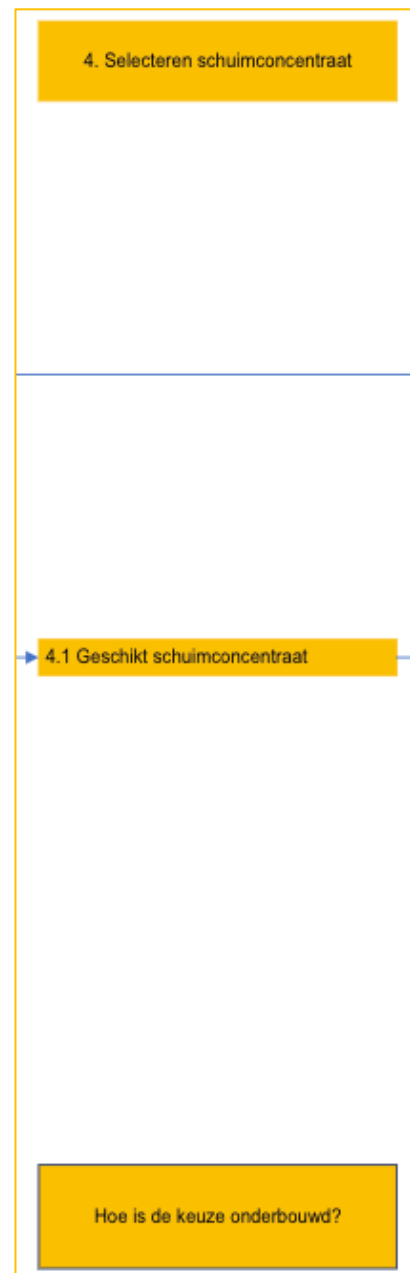 4. Selecteren schuimconcentraat
4.1 Geschikt schuimconcentraat
Hoe is de keuze onderbouwd?